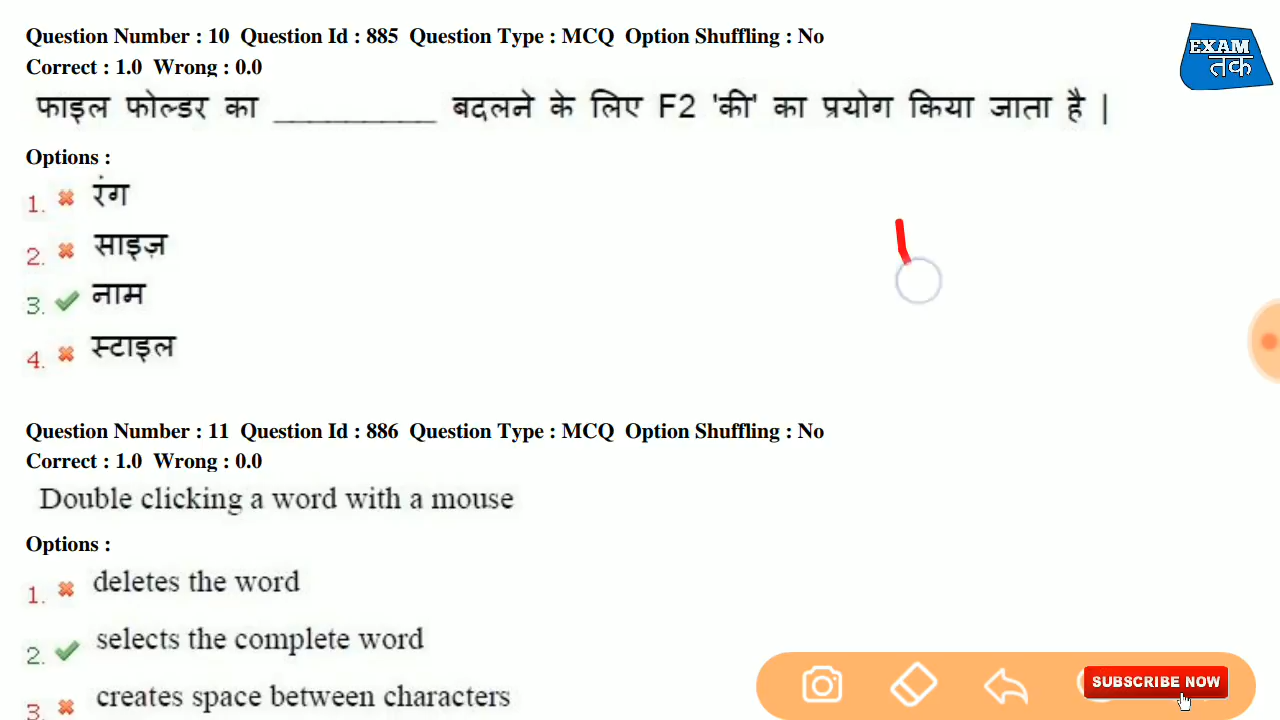 Question Number : 10 Question Id : 885 Question Type : MCQ Option Shuffling : No
EXAM
तक
Correct : 1.0 Wrong : 0.0
फाइल फोल्डर का __________ बदलने के लिए F2 'की' का प्रयोग किया जाता है |
Options :
1. रंग
2. साइज़
3. नाम
4. स्टाइल
Question Number : 11 Question Id : 886 Question Type : MCQ Option Shuffling : No
Correct : 1.0 Wrong : 0.0
Double clicking a word with a mouse
Options :
1. deletes the word
2. selects the complete word
3. creates space between characters
SUBSCRIBE NOW